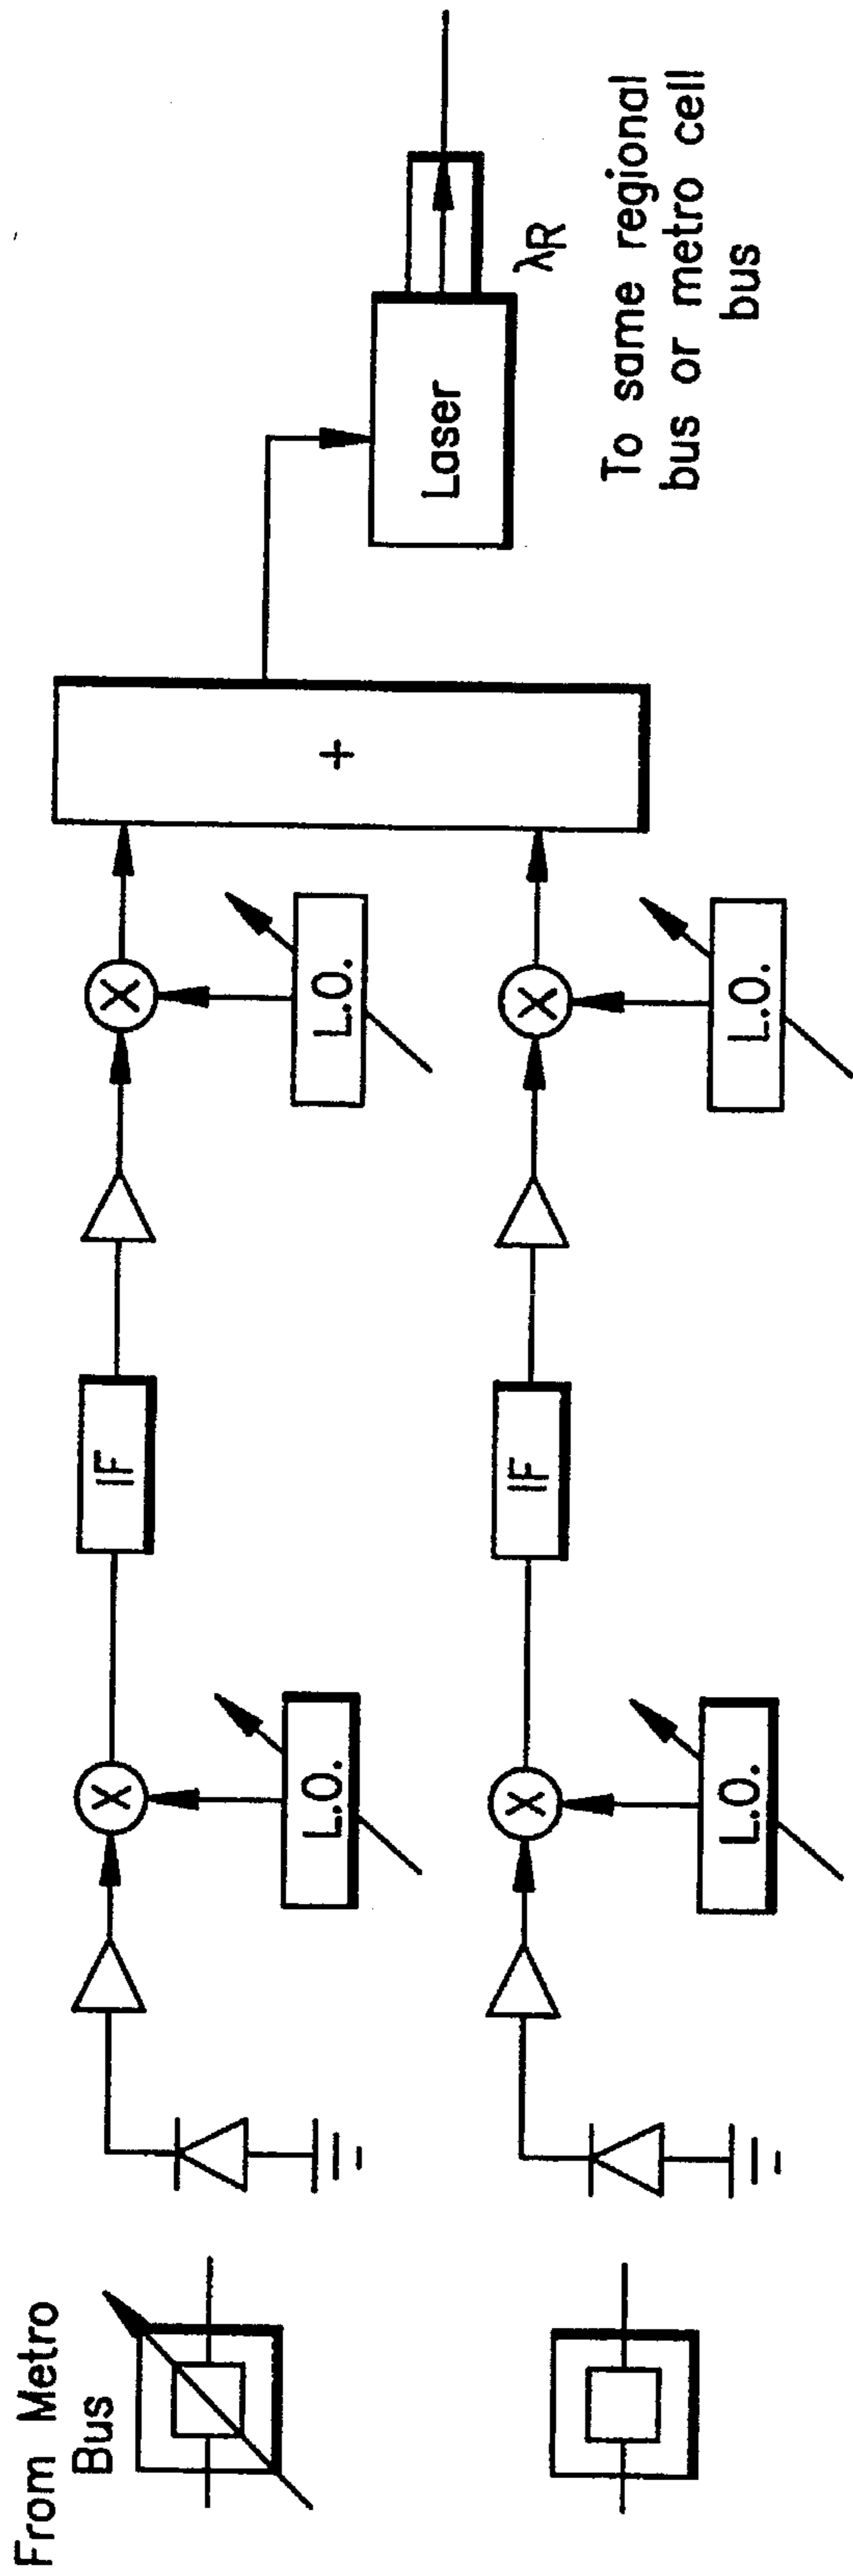 From Metro
Bus
L.O.
IF
L.O.
X
X
+
Laser
λR
To same regional
bus or metro cell
bus
X
X
L.O.
IF
L.O.